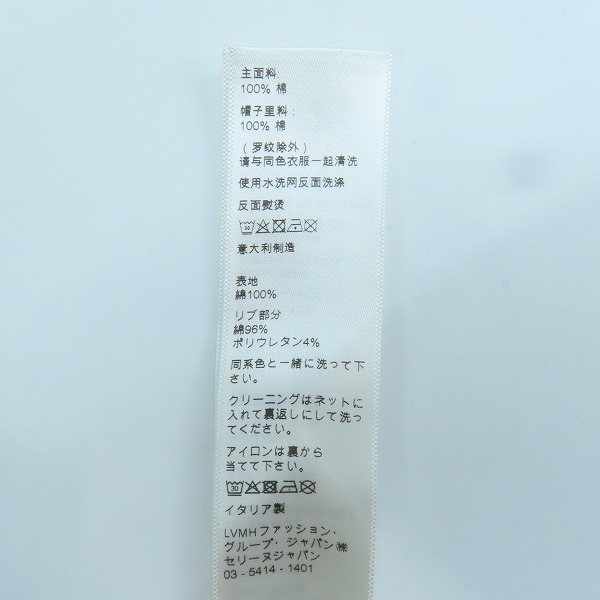 主面料:
100% 棉
帽子里料 :
100% 棉
( 罗纹除外 )
请与同色衣服一起清洗
使用水洗网反面洗涤
反面熨烫
意大利制造
表地
綿100%
リブ部分
綿96%
ポリウレタン4%
同系色と一緒に洗って下
さい。
クリーニングはネットに
入れて裏返しにして洗っ
てください。
アイロンは裏から
当てて下さい。
イタリア製
LVMHファッション・
グループ・ジャパン㈱
セリーヌジャパン
03 - 5414 - 1401